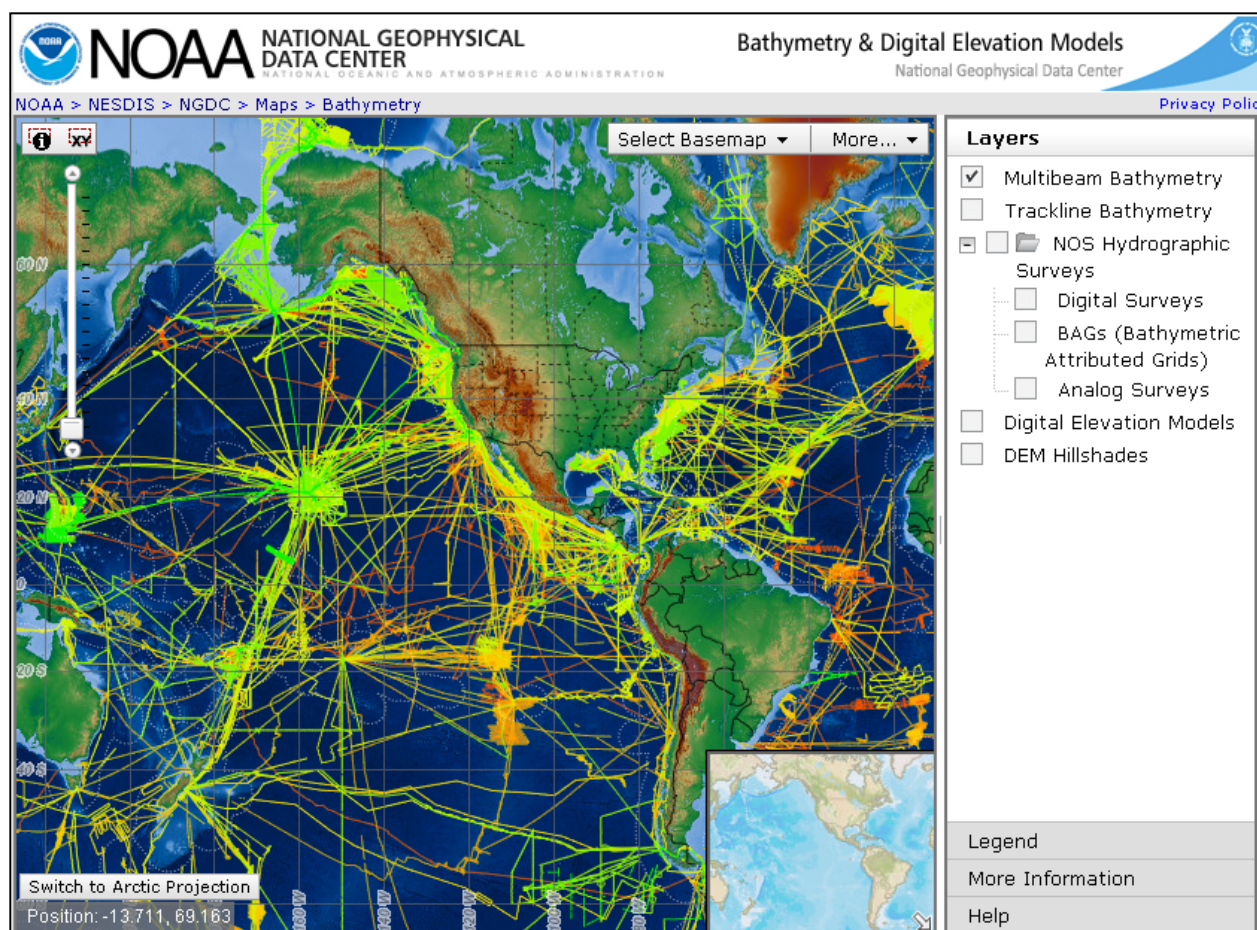 NOAA
NOAA
NATIONAL GEOPHYSICAL
DATA CENTER
NATIONAL OCEANIC AND ATMOSPHERIC ADMINISTRATION
Bathymetry & Digital Elevation Models
National Geophysical Data Center
NOAA > NESDIS > NGDC > Maps > Bathymetry
Privacy Polic
XY
Select Basemap
More...
60 N
40 N
20 N
0
20 S
40 S
Switch to Arctic Projection
Position: -13.711, 69.163
Layers
Multibeam Bathymetry
Trackline Bathymetry
NOS Hydrographic
Surveys
Digital Surveys
BAGs (Bathymetric
Attributed Grids)
Analog Surveys
Digital Elevation Models
DEM Hillshades
Legend
More Information
Help